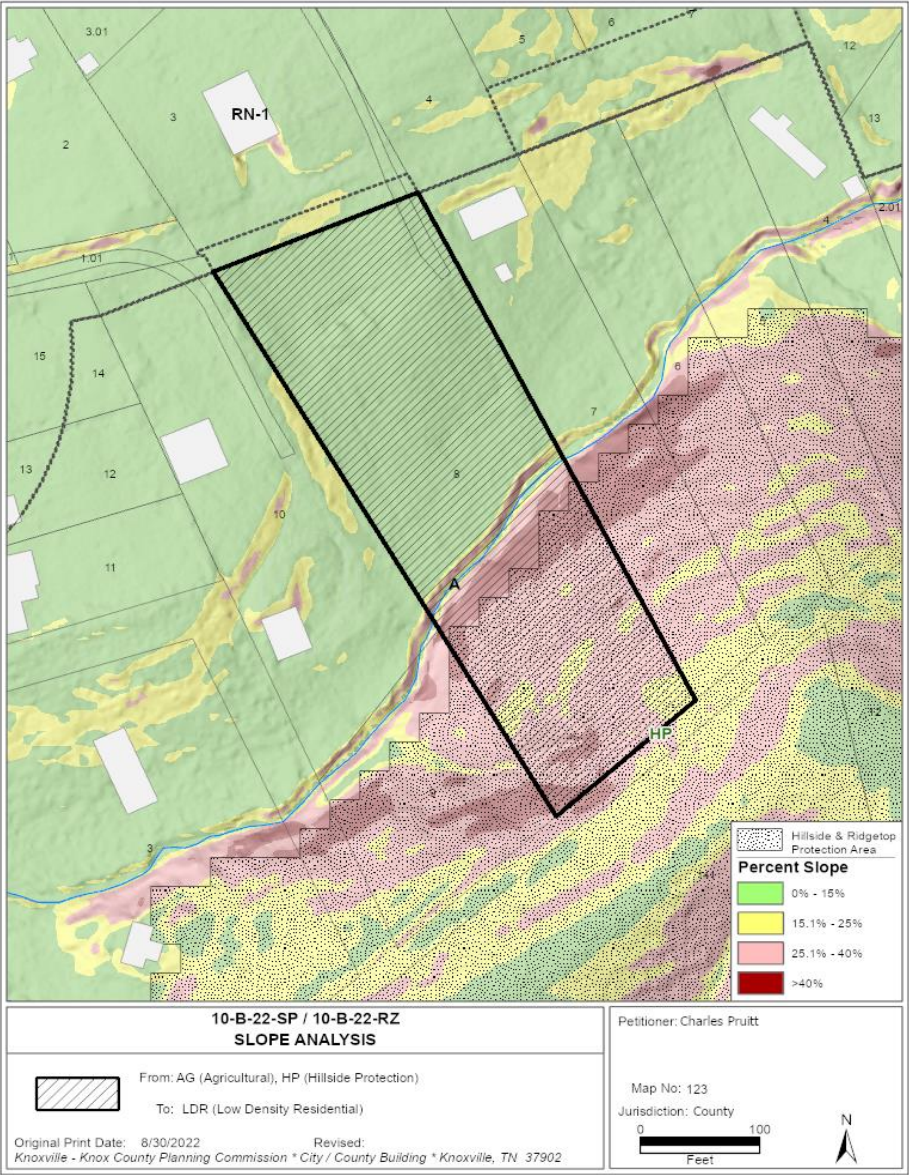 3.01
5
6
7
12
RN-1
3
4
2
13
1.01
4
2.01
15
14
6
7
13
12
8
10
11
A
HP
12
3
Hillside & Ridgetop
Protection Area
Percent Slope
0% - 15%
15.1% - 25%
25.1% - 40%
>40%
10-B-22-SP / 10-B-22-RZ
SLOPE ANALYSIS
From: AG (Agricultural), HP (Hillside Protection)
To: LDR (Low Density Residential)
Original Print Date: 8/30/2022 Revised:
Knoxville - Knox County Planning Commission * City / County Building * Knoxville, TN 37902
Petitioner: Charles Pruitt
Map No: 123
Jurisdiction: County
0 100
Feet
N